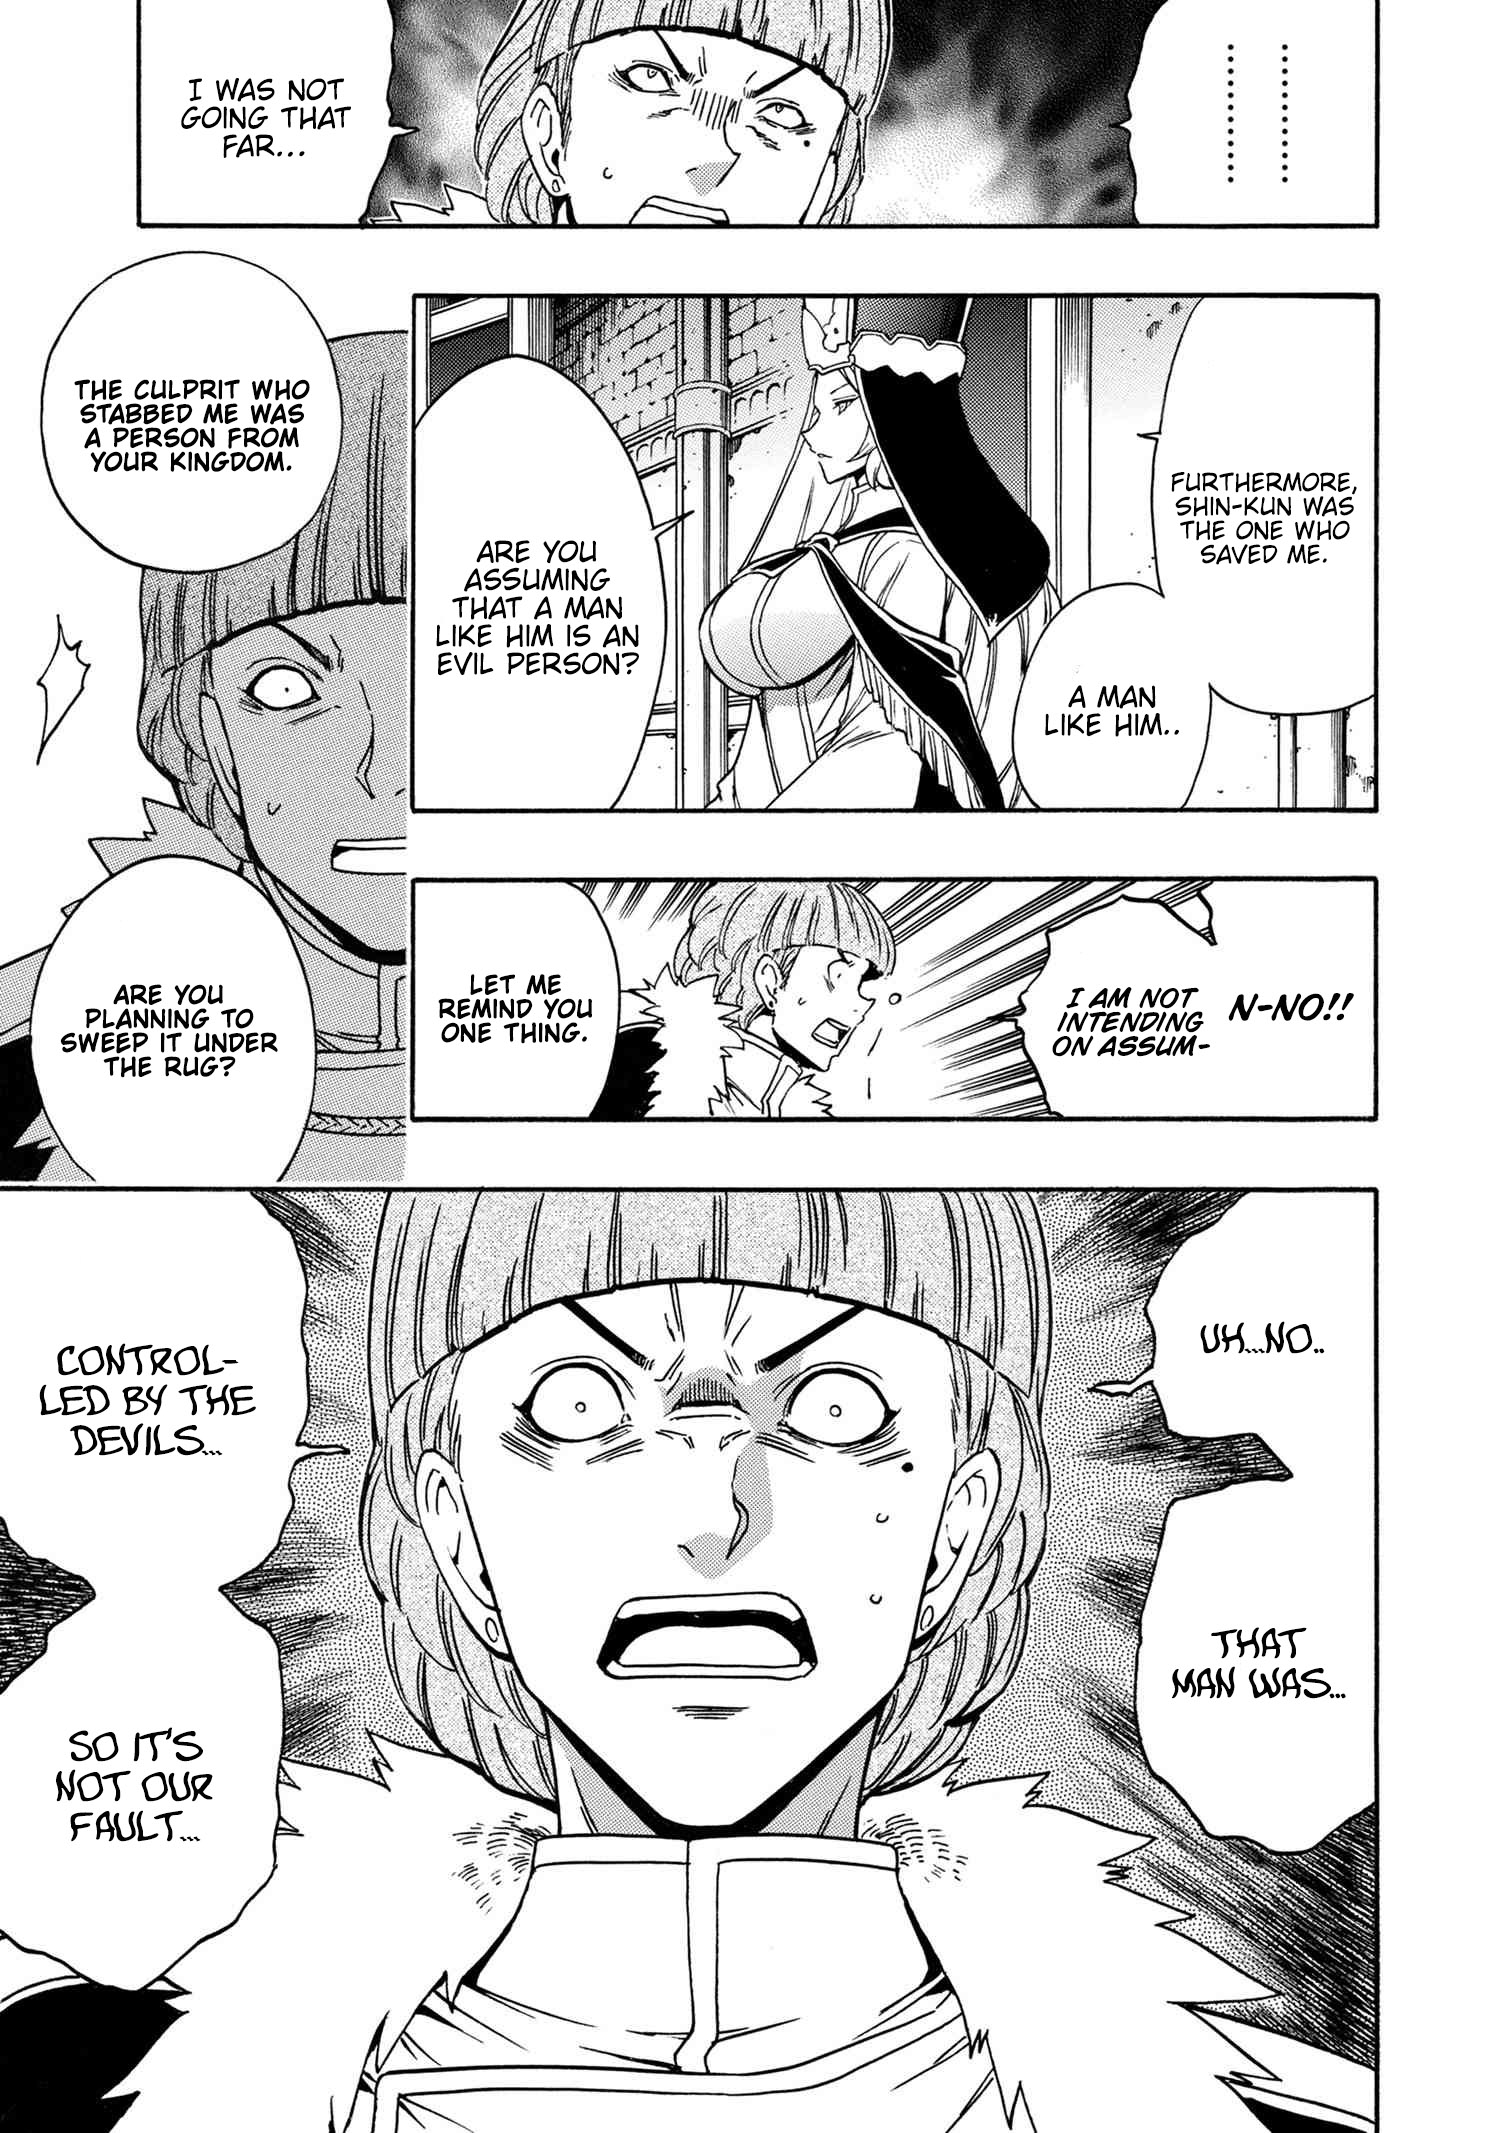 I WAS NOT
GOING THAT
FAR...
FURTHERMORE,
SHIN-KUN WAS
THE ONE WHO
SAVED ME.
A MAN
LIKE HIM..
ARE YOU
ASSUMING
THAT A MAN
LIKE HIM IS AN
EVIL PERSON?
N-NO!!
I AM NOT
INTENDING
ON ASSUM-
LET ME
REMIND YOU
ONE THING.
THE CULPRIT WHO
STABBED ME WAS
A PERSON FROM
YOUR KINGDOM.
ARE YOU
PLANNING TO
SWEEP IT UNDER
THE RUG?
UH...NO..
THAT
MAN WAS...
CONTROL-
LED BY THE
DEVILS...
SO IT'S
NOT OUR
FAULT...